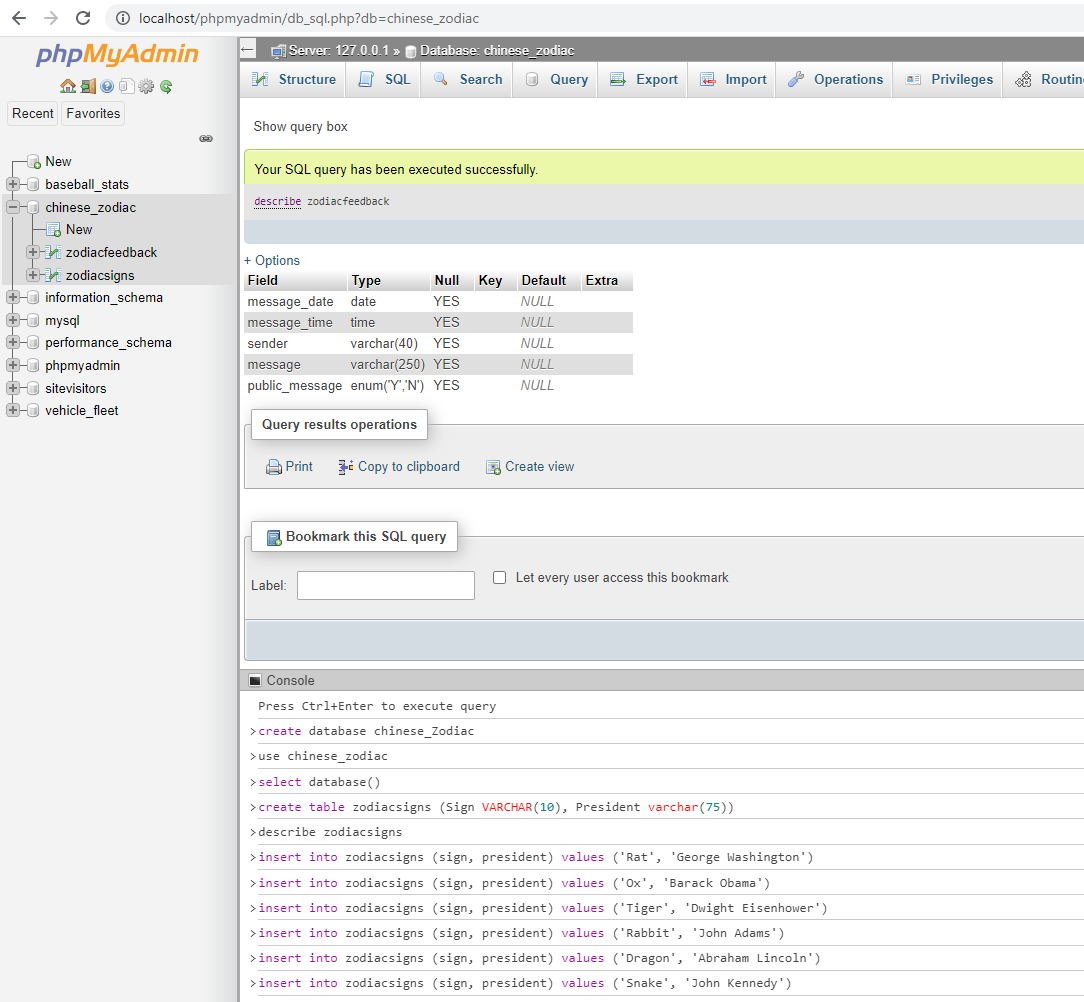 localhost/phpmyadmin/db_sql.php?db=chinese_zodiac
phpMyAdmin
Recent Favorites
New
baseball_stats
chinese_zodiac
New
zodiacfeedback
zodiacsigns
information_schema
mysql
performance_schema
phpmyadmin
sitevisitors
vehicle_fleet
Server: 127.0.0.1 » Database: chinese_zodiac
Structure SQL Search Query Export Import Operations Privileges Routin
Show query box
Your SQL query has been executed successfully.
describe zodiacfeedback
+ Options
Field Type Null Key Default Extra
message_date date YES NULL
message_time time YES NULL
sender varchar(40) YES NULL
message varchar(250) YES NULL
public_message enum('Y','N') YES NULL
Query results operations
Print Copy to clipboard Create view
Bookmark this SQL query
Label: Let every user access this bookmark
Console
Press Ctrl+Enter to execute query
>create database chinese_Zodiac
>use chinese_zodiac
>select database()
>create table zodiacsigns (Sign VARCHAR(10), President varchar(75))
>describe zodiacsigns
>insert into zodiacsigns (sign, president) values ('Rat', 'George Washington')
>insert into zodiacsigns (sign, president) values ('Ox', 'Barack Obama')
>insert into zodiacsigns (sign, president) values ('Tiger', 'Dwight Eisenhower')
>insert into zodiacsigns (sign, president) values ('Rabbit', 'John Adams')
>insert into zodiacsigns (sign, president) values ('Dragon', 'Abraham Lincoln')
>insert into zodiacsigns (sign, president) values ('Snake', 'John Kennedy')